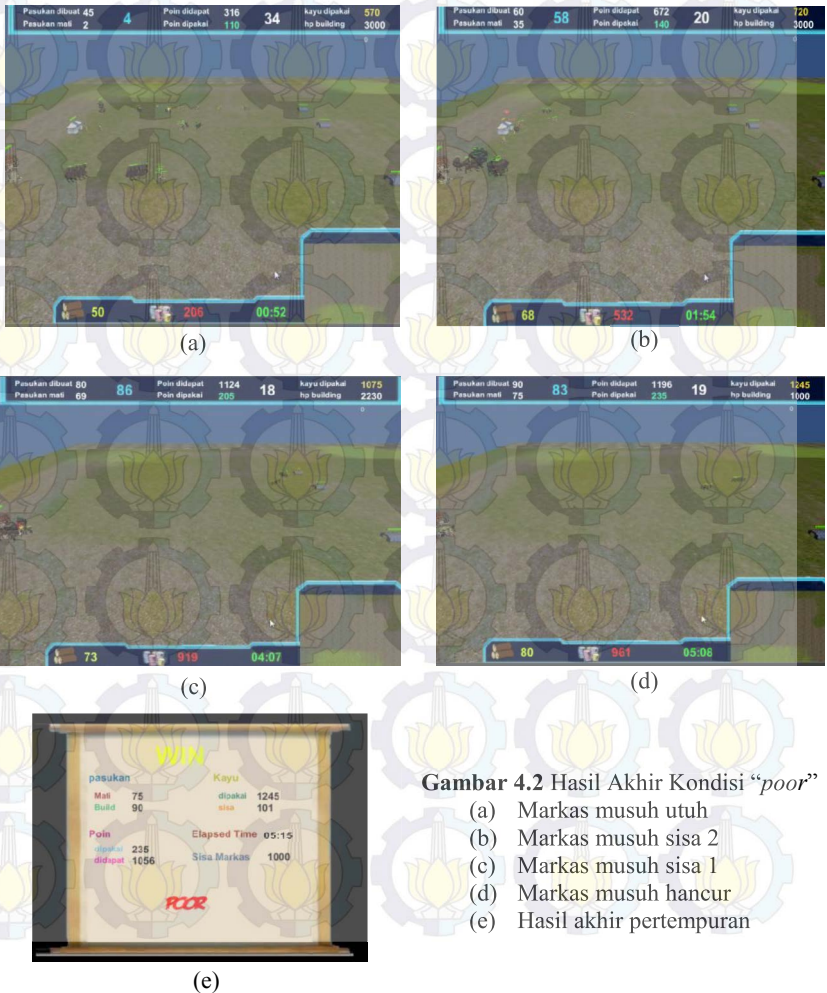 Pasukan dibuat 45 4 Poin didapat 316 34 kayu dipakai 570
Pasukan mati 2 Poin dipakai 110 hp building 3000
0
50 206 00:52
(a)
Pasukan dibuat 60 58 Poin didapat 672 20 kayu dipakai 720
Pasukan mati 35 Poin dipakai 140 hp building 3000
0
68 532 01:54
(b)
Pasukan dibuat 80 86 Poin didapat 1124 18 kayu dipakai 1075
Pasukan mati 69 Poin dipakai 205 hp building 2230
0
73 919 04:07
(c)
Pasukan dibuat 90 83 Poin didapat 1196 19 kayu dipakai 1245
Pasukan mati 75 Poin dipakai 235 hp building 1000
0
80 961 05:08
(d)
WIN
pasukan Kayu
Mati 75 dipakai 1245
Build 90 sisa 101
Poin Elapsed Time 05:15
dipakai 235
didapat 1056 Sisa Markas 1000
POOR
(e)
Gambar 4.2 Hasil Akhir Kondisi “poor”
(a) Markas musuh utuh
(b) Markas musuh sisa 2
(c) Markas musuh sisa 1
(d) Markas musuh hancur
(e) Hasil akhir pertempuran